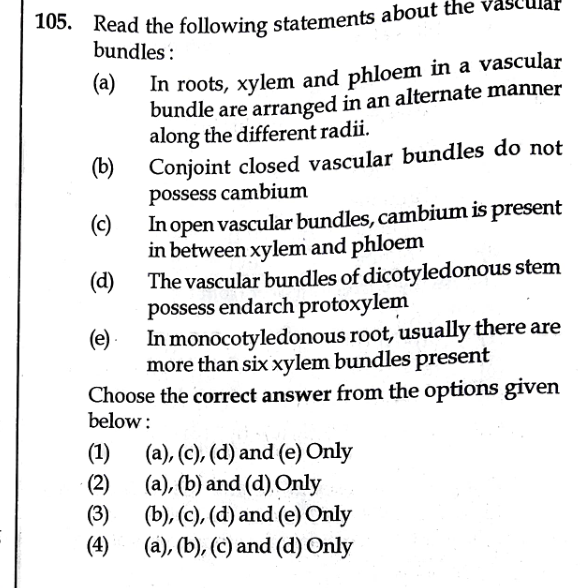 105. Read the following statements about the vascular
bundles :
(a) In roots, xylem and phloem in a vascular
bundle are arranged in an alternate manner
along the different radii.
(b) Conjoint closed vascular bundles do not
possess cambium
(c) In open vascular bundles, cambium is present
in between xylem and phloem
(d) The vascular bundles of dicotyledonous stem
possess endarch protoxylem
(e) In monocotyledonous root, usually there are
more than six xylem bundles present
Choose the correct answer from the options given
below :
(1) (a), (c), (d) and (e) Only
(2) (a), (b) and (d) Only
(3) (b), (c), (d) and (e) Only
(4) (a), (b), (c) and (d) Only